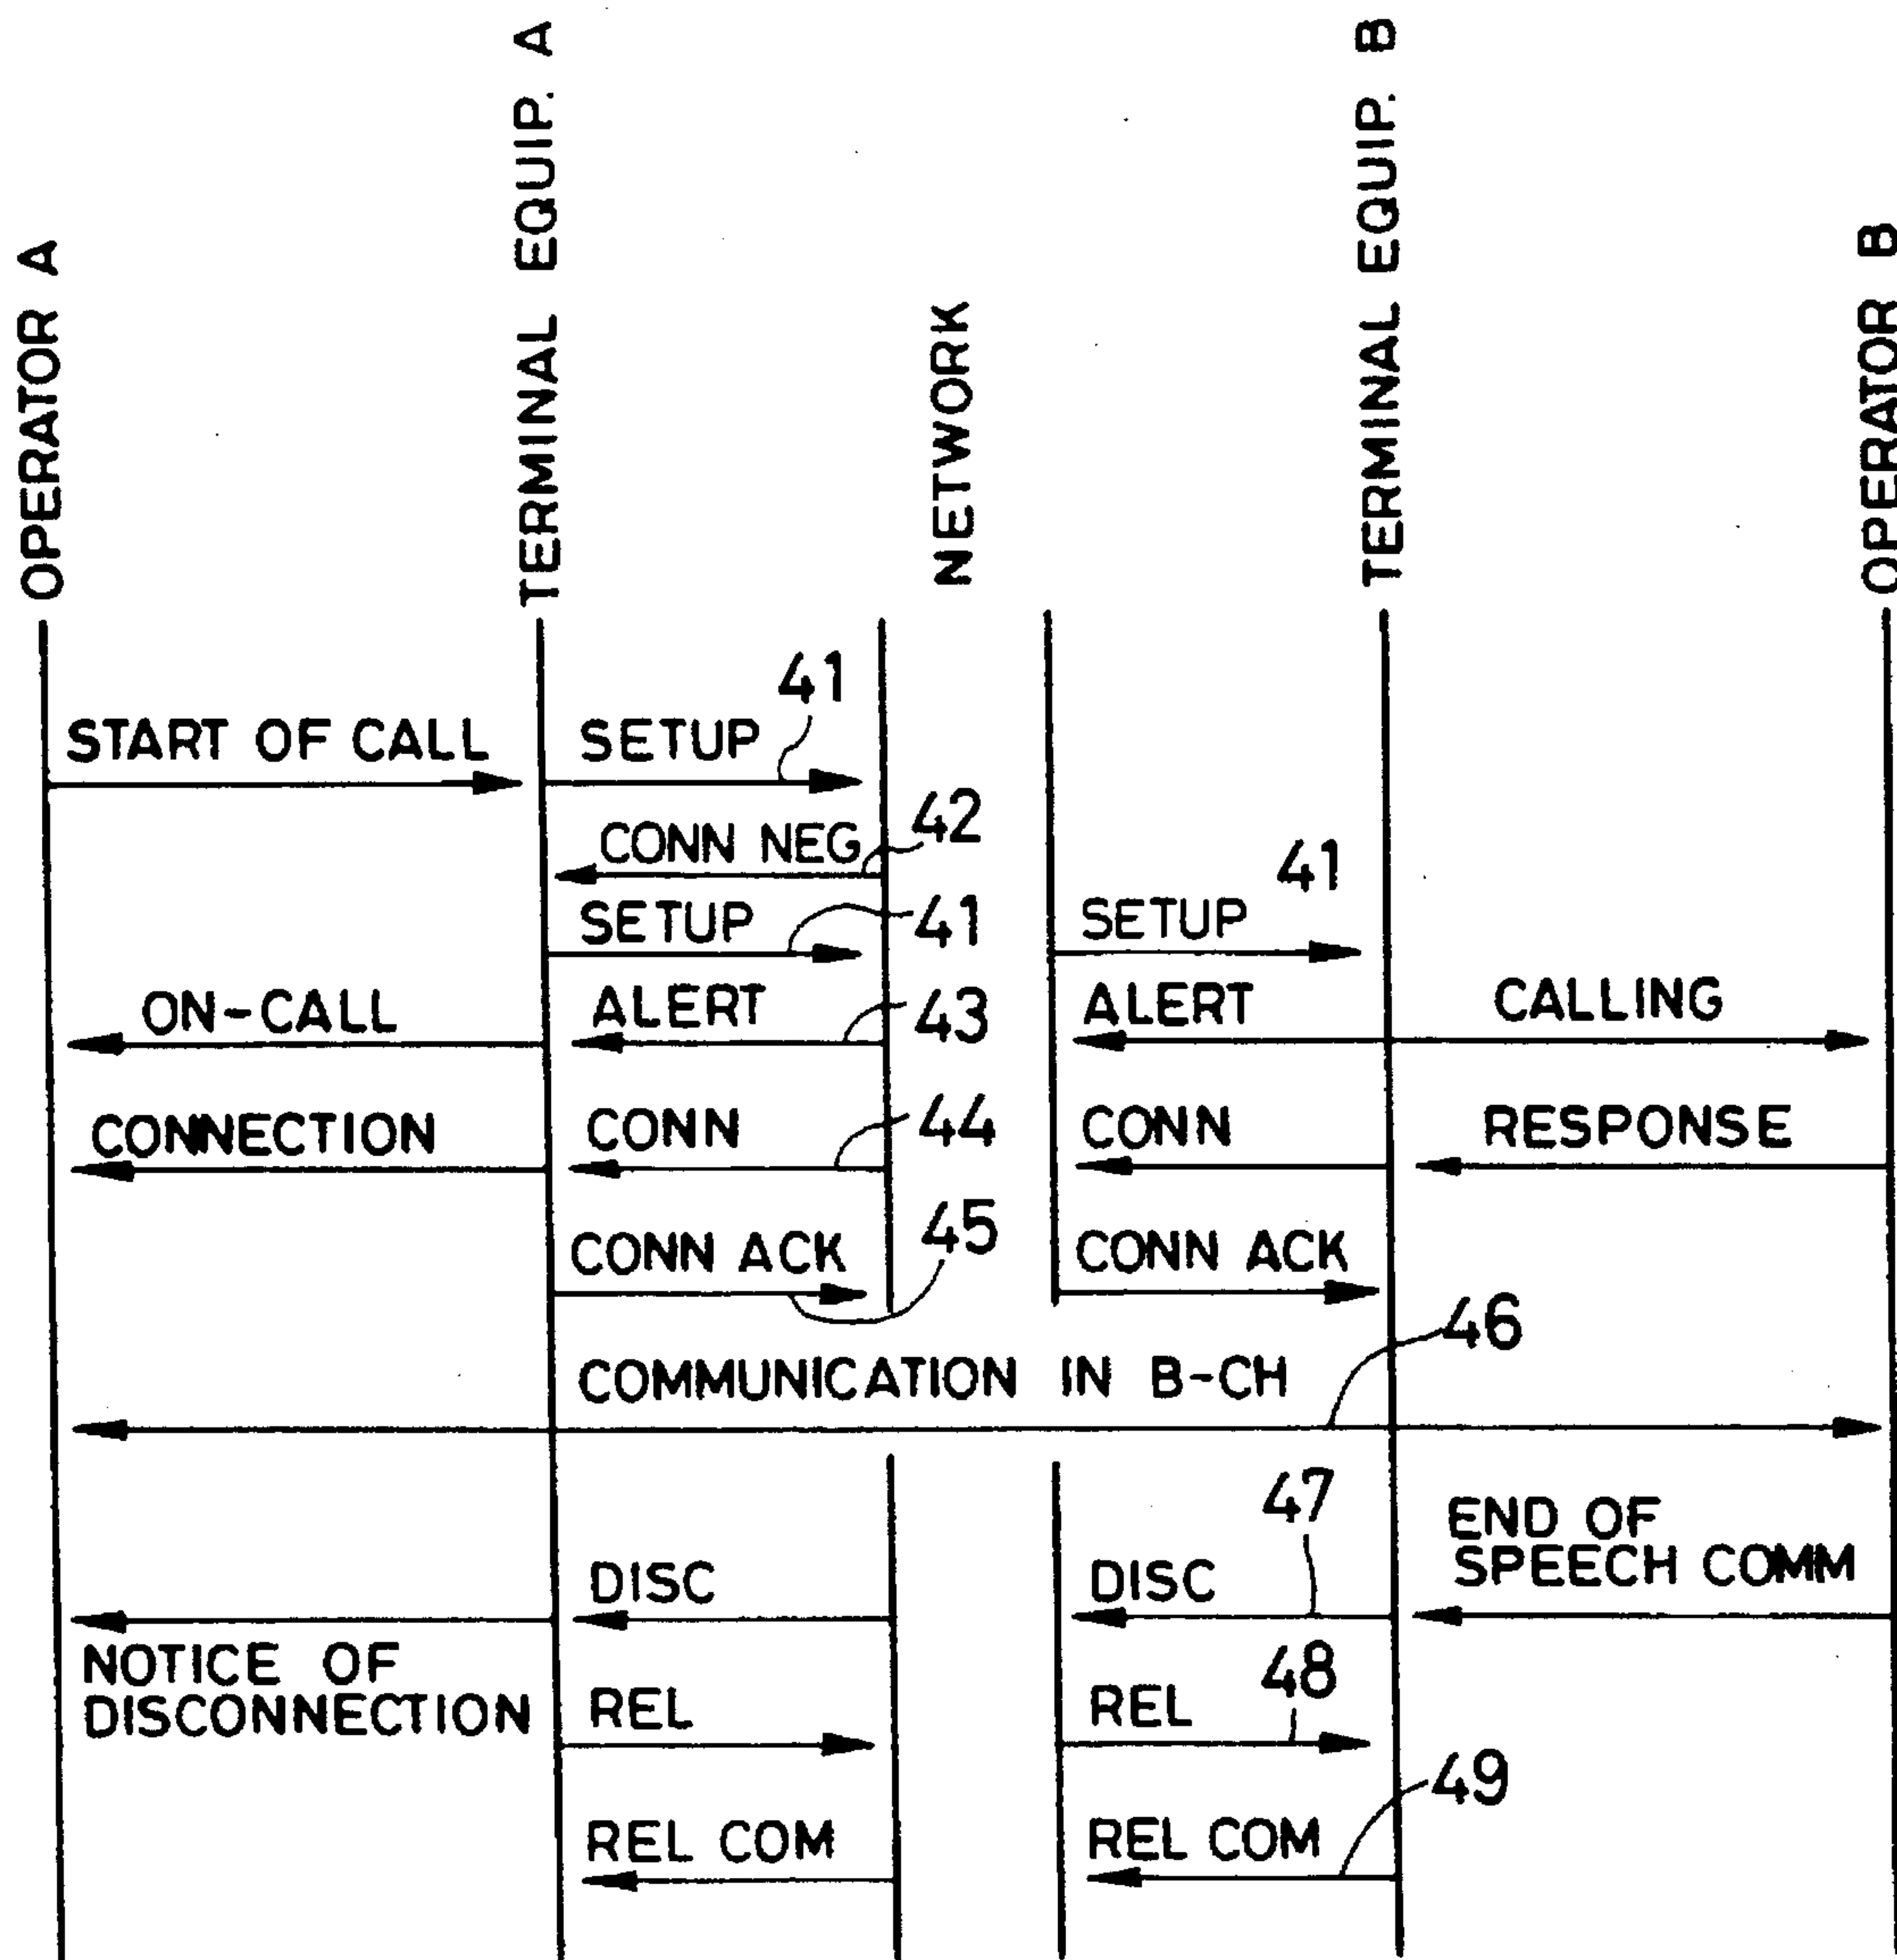 OPERATOR A
TERMINAL EQUIP. A
NETWORK
TERMINAL EQUIP. B
OPERATOR B
START OF CALL
SETUP
41
CONN NEG
42
SETUP
41
SETUP
41
ON-CALL
ALERT
43
ALERT
CALLING
CONNECTION
CONN
44
CONN
RESPONSE
CONN ACK
45
CONN ACK
COMMUNICATION IN B-CH
46
DISC
DISC
47
END OF
SPEECH COMM
NOTICE OF
DISCONNECTION
REL
REL
48
REL COM
REL COM
49